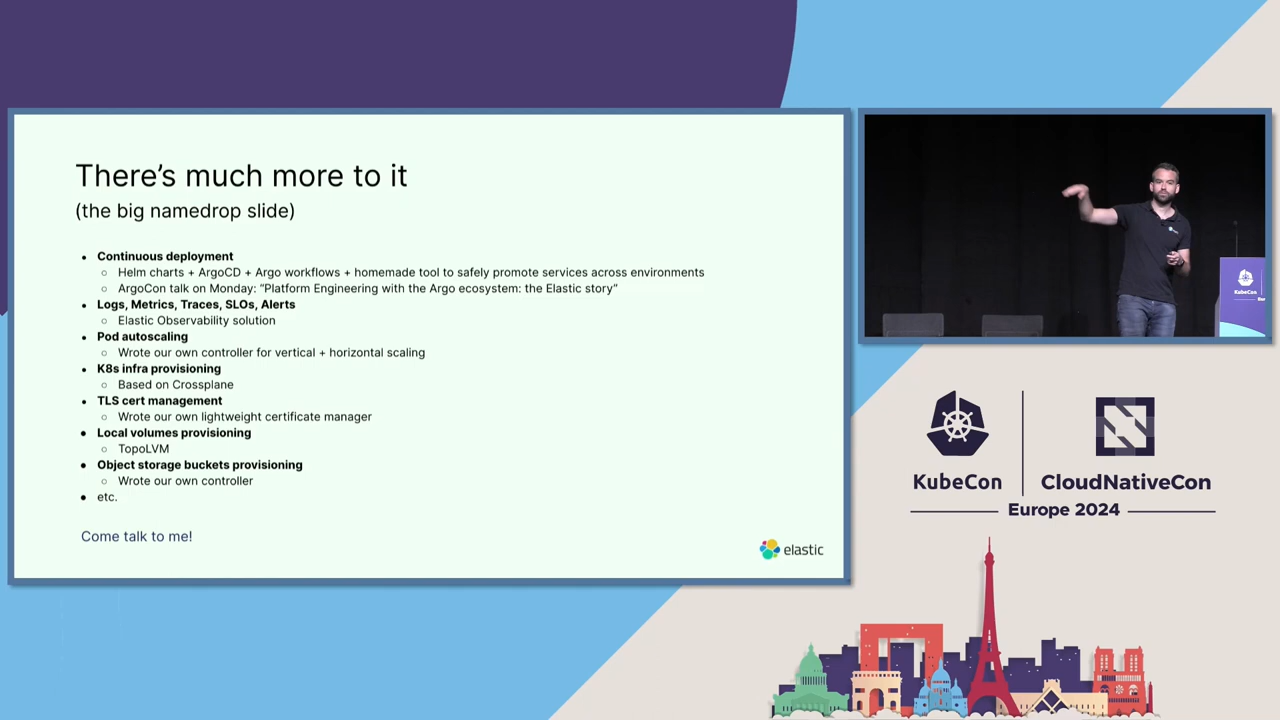 There's much more to it
(the big namedrop slide)
• Continuous deployment
○ Helm charts + ArgoCD + Argo workflows + homemade tool to safely promote services across environments
○ ArgoCon talk on Monday: “Platform Engineering with the Argo ecosystem: the Elastic story”
• Logs, Metrics, Traces, SLOs, Alerts
○ Elastic Observability solution
• Pod autoscaling
○ Wrote our own controller for vertical + horizontal scaling
• K8s infra provisioning
○ Based on Crossplane
• TLS cert management
○ Wrote our own lightweight certificate manager
• Local volumes provisioning
○ TopoLVM
• Object storage buckets provisioning
○ Wrote our own controller
• etc.
Come talk to me!
elastic
KubeCon
KubeCon
CloudNativeCon
Europe 2024